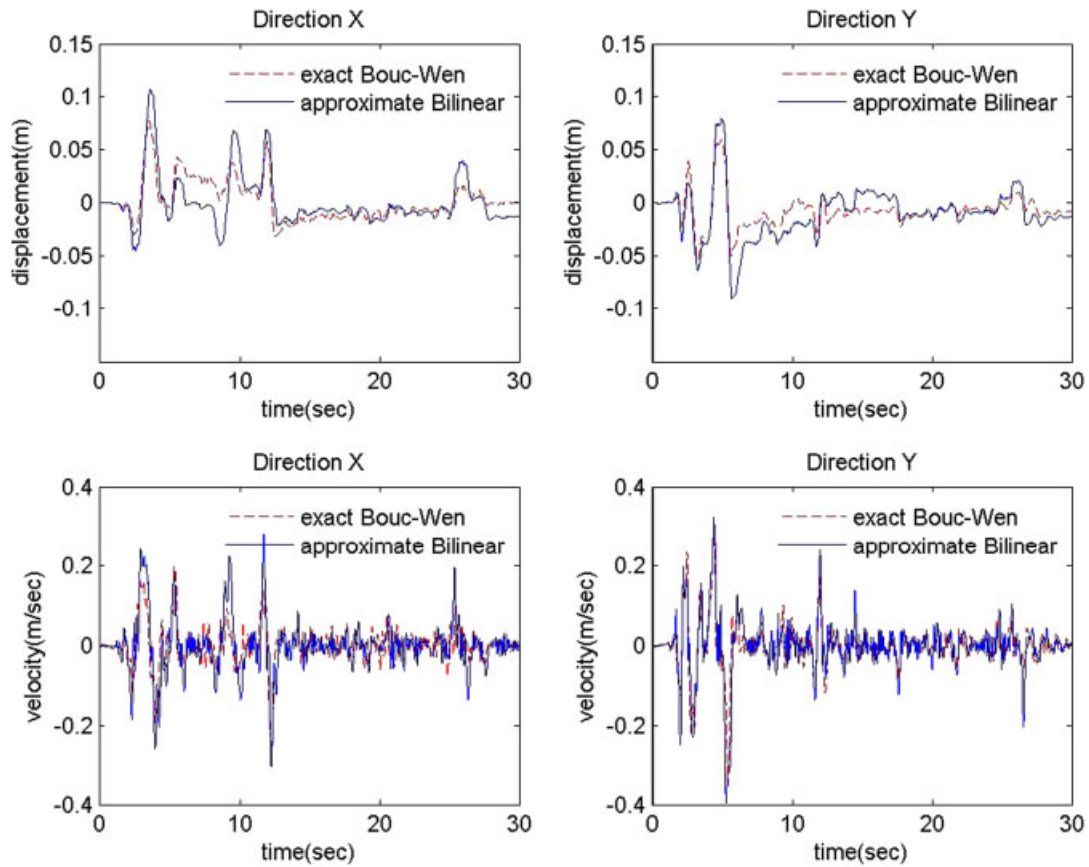 Direction X
0.15
0.1
0.05
0
-0.05
-0.1
displacement(m)
exact Bouc-Wen
approximate Bilinear
0
10
20
30
time(sec)
Direction Y
0.15
0.1
0.05
0
-0.05
-0.1
displacement(m)
exact Bouc-Wen
approximate Bilinear
0
10
20
30
time(sec)
Direction X
0.4
0.2
0
-0.2
-0.4
velocity(m/sec)
exact Bouc-Wen
approximate Bilinear
0
10
20
30
time(sec)
Direction Y
0.4
0.2
0
-0.2
-0.4
velocity(m/sec)
exact Bouc-Wen
approximate Bilinear
0
10
20
30
time(sec)